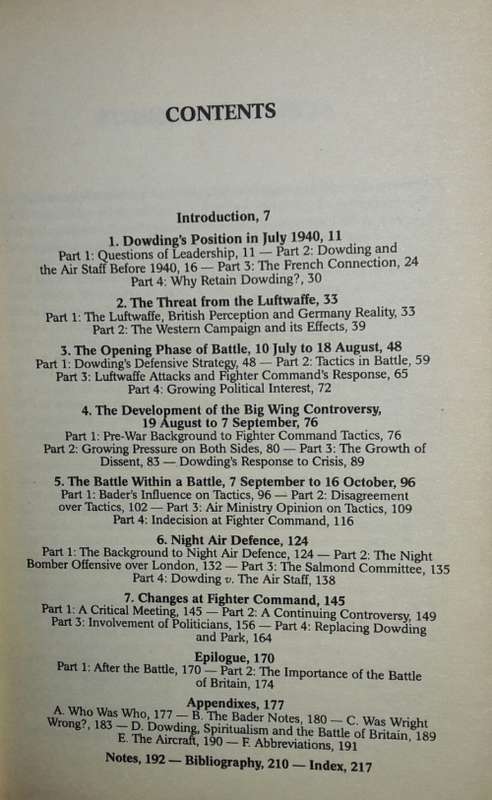 CONTENTS
Introduction, 7
1. Dowding's Position in July 1940, 11
Part 1: Questions of Leadership, 11 — Part 2: Dowding and
the Air Staff Before 1940, 16 — Part 3: The French Connection, 24
Part 4: Why Retain Dowding?, 30
2. The Threat from the Luftwaffe, 33
Part 1: The Luftwaffe, British Perception and Germany Reality, 33
Part 2: The Western Campaign and its Effects, 39
3. The Opening Phase of Battle, 10 July to 18 August, 48
Part 1: Dowding's Defensive Strategy, 48 — Part 2: Tactics in Battle, 59
Part 3: Luftwaffe Attacks and Fighter Command's Response, 65
Part 4: Growing Political Interest, 72
4. The Development of the Big Wing Controversy,
19 August to 7 September, 76
Part 1: Pre-War Background to Fighter Command Tactics, 76
Part 2: Growing Pressure on Both Sides, 80 — Part 3: The Growth of
Dissent, 83 — Dowding's Response to Crisis, 89
5. The Battle Within a Battle, 7 September to 16 October, 96
Part 1: Bader's Influence on Tactics, 96 — Part 2: Disagreement
over Tactics, 102 — Part 3: Air Ministry Opinion on Tactics, 109
Part 4: Indecision at Fighter Command, 116
6. Night Air Defence, 124
Part 1: The Background to Night Air Defence, 124 — Part 2: The Night
Bomber Offensive over London, 132 — Part 3: The Salmond Committee, 135
Part 4: Dowding v. The Air Staff, 138
7. Changes at Fighter Command, 145
Part 1: A Critical Meeting, 145 — Part 2: A Continuing Controversy, 149
Part 3: Involvement of Politicians, 156 — Part 4: Replacing Dowding
and Park, 164
Epilogue, 170
Part 1: After the Battle, 170 — Part 2: The Importance of the Battle
of Britain, 174
Appendixes, 177
A. Who Was Who, 177 — B. The Bader Notes, 180 — C. Was Wright
Wrong?, 183 — D. Dowding, Spiritualism and the Battle of Britain, 189
E. The Aircraft, 190 — F. Abbreviations, 191
Notes, 192 — Bibliography, 210 — Index, 217